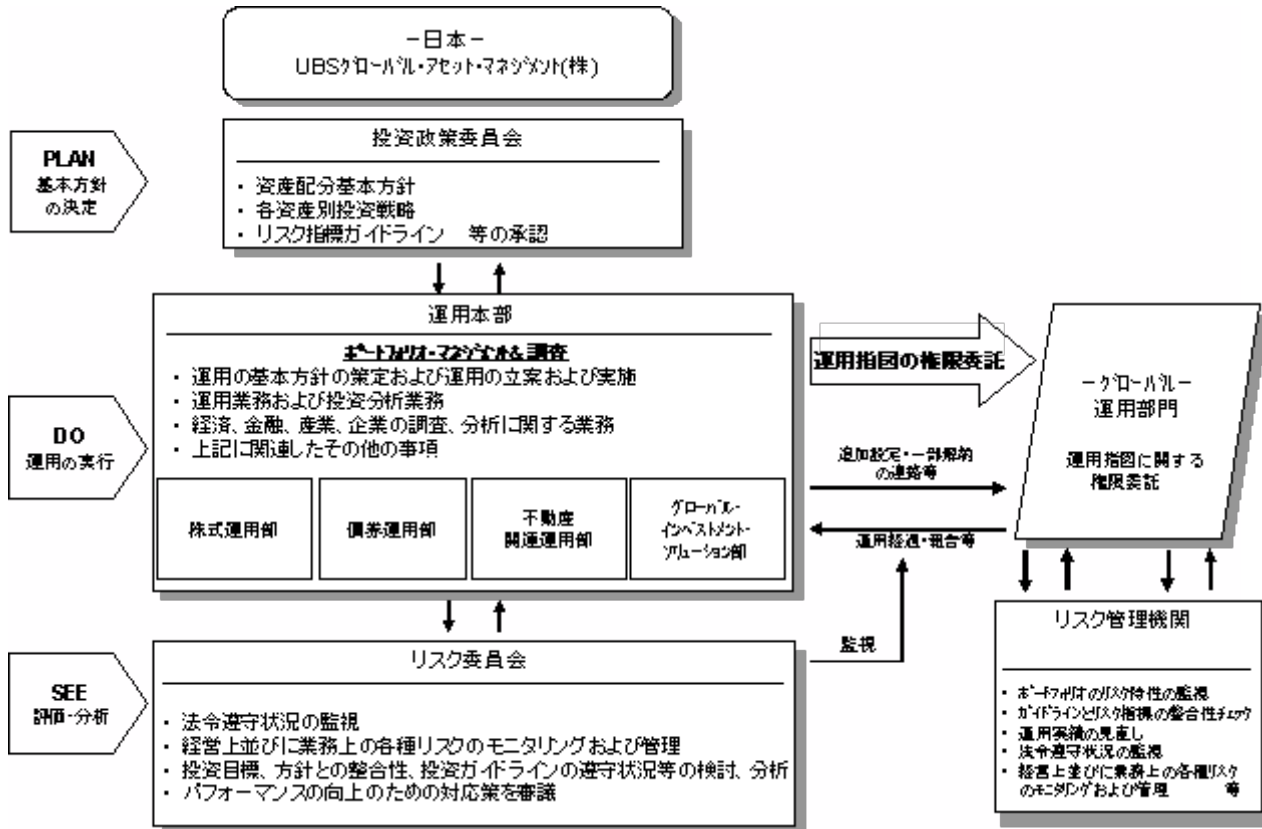 －日本－
UBSｸﾞﾛｰﾊﾞﾙ・ｱｾｯﾄ・ﾏﾈｼﾞﾒﾝﾄ(株)
PLAN
基本方針
の決定
投資政策委員会
・ 資産配分基本方針
・ 各資産別投資戦略
・ リスク指標ガイドライン　等の承認
運用本部
ﾎﾟｰﾄﾌｫﾘｵ・ﾏﾈｼﾞﾒﾝﾄ&調査
・ 運用の基本方針の策定および運用の立案および実施
・ 運用業務および投資分析業務
・ 経済、金融、産業、企業の調査、分析に関する業務
・ 上記に関連したその他の事項
DO
運用の実行
株式運用部
債券運用部
不動産
関連運用部
ｸﾞﾛｰﾊﾞﾙ・
ｲﾝﾍﾞｽﾄﾒﾝﾄ・
ｿﾘｭｰｼｮﾝ部
運用指図の権限委託
追加設定・一部解約
の連絡等
運用経過・報告等
監視
－ｸﾞﾛｰﾊﾞﾙ－
運用部門
運用指図に関する
権限委託
SEE
評価・分析
リスク委員会
・ 法令遵守状況の監視
・ 経営上並びに業務上の各種リスクのモニタリングおよび管理
・ 投資目標、方針との整合性、投資ガイドラインの遵守状況等の検討、分析
・ パフォーマンスの向上のための対応策を審議
リスク管理機関
・ ﾎﾟｰﾄﾌｫﾘｵのﾘｽｸ特性の監視
・ ｶﾞｲﾄﾞﾗｲﾝとﾘｽｸ指標の整合性ﾁｪｯｸ
・ 運用実績の見直し
・ 法令遵守状況の監視
・ 経営上並びに業務上の各種ﾘｽｸ
のﾓﾆﾀﾘﾝｸﾞおよび管理　等